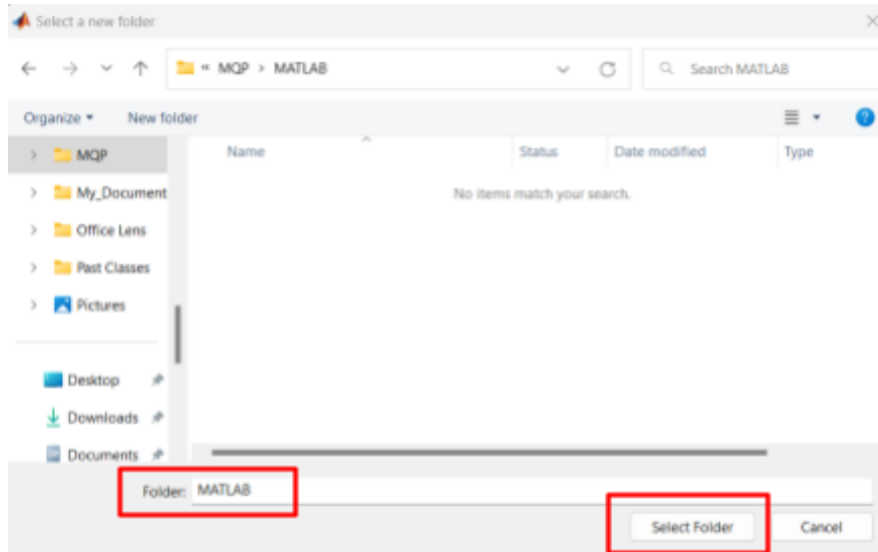 Select a new folder
« MQP > MATLAB
Search MATLAB
Organize
New folder
Name
Status
Date modified
Type
No items match your search.
MQP
My_Document
Office Lens
Past Classes
Pictures
Desktop
Downloads
Documents
Folder: MATLAB
Select Folder
Cancel